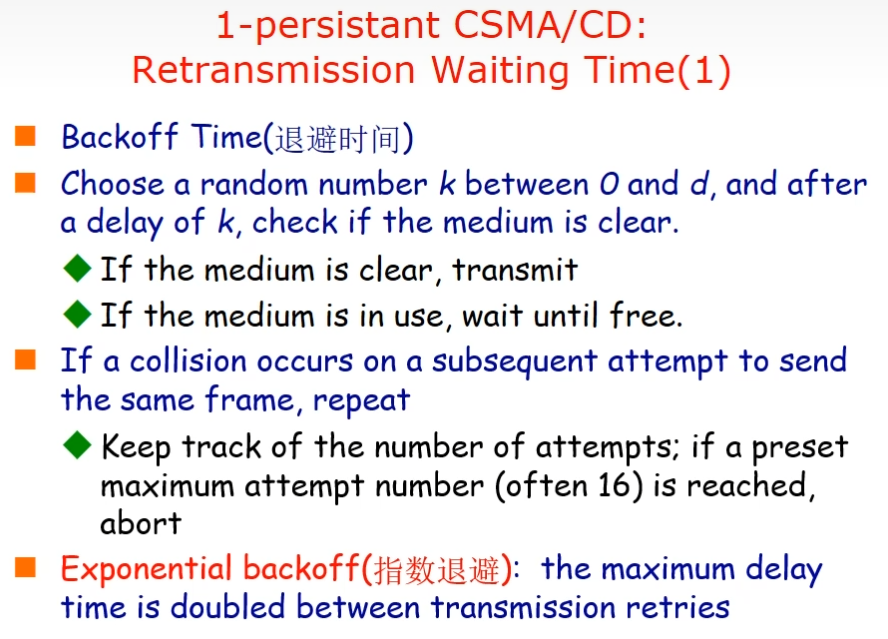 1-persistant CSMA/CD:
Retransmission Waiting Time(1)
Backoff Time(退避时间)
Choose a random number k between 0 and d, and after
a delay of k, check if the medium is clear.
If the medium is clear, transmit
If the medium is in use, wait until free.
If a collision occurs on a subsequent attempt to send
the same frame, repeat
Keep track of the number of attempts; if a preset
maximum attempt number (often 16) is reached,
abort
Exponential backoff(指数退避): the maximum delay
time is doubled between transmission retries